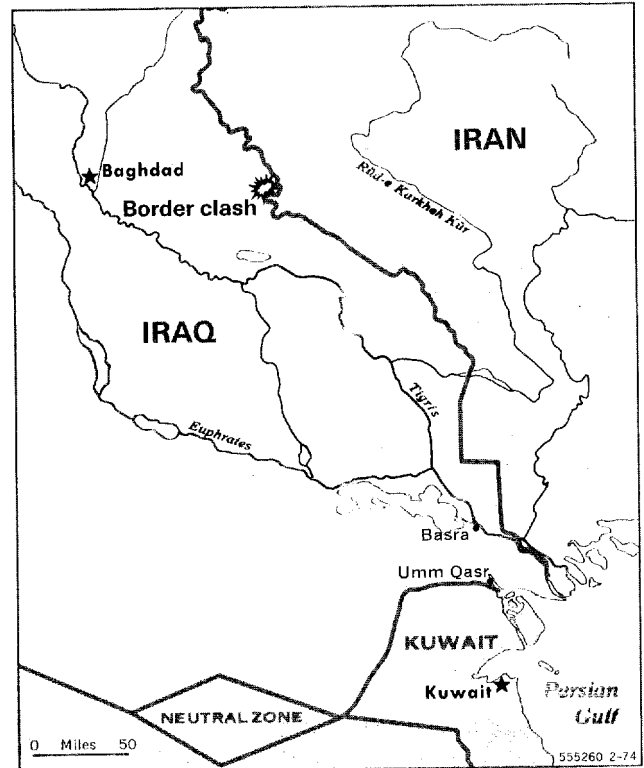 IRAN
Rūd-e Karkheh Kūr
Baghdad
Border clash
IRAQ
Tigris
Euphrates
Basra
Umm Qasr
KUWAIT
Kuwait
Persian
Gulf
NEUTRAL ZONE
0 Miles 50
555260 2-74